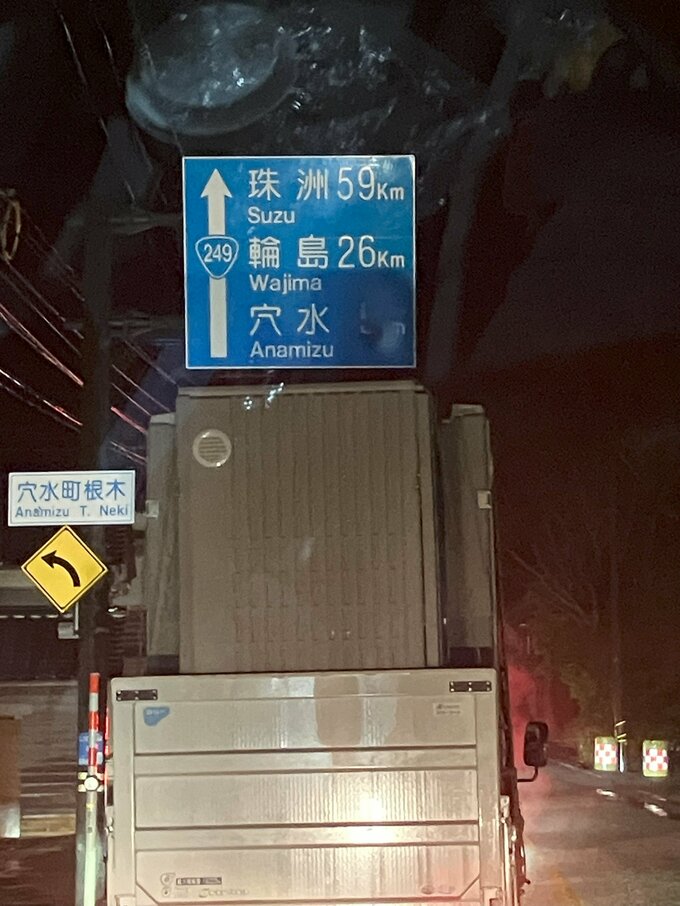 珠洲 59Km
Suzu
249
輪島 26Km
Wajima
穴水
Anamizu
穴水町根木
Anamizu T. Neki